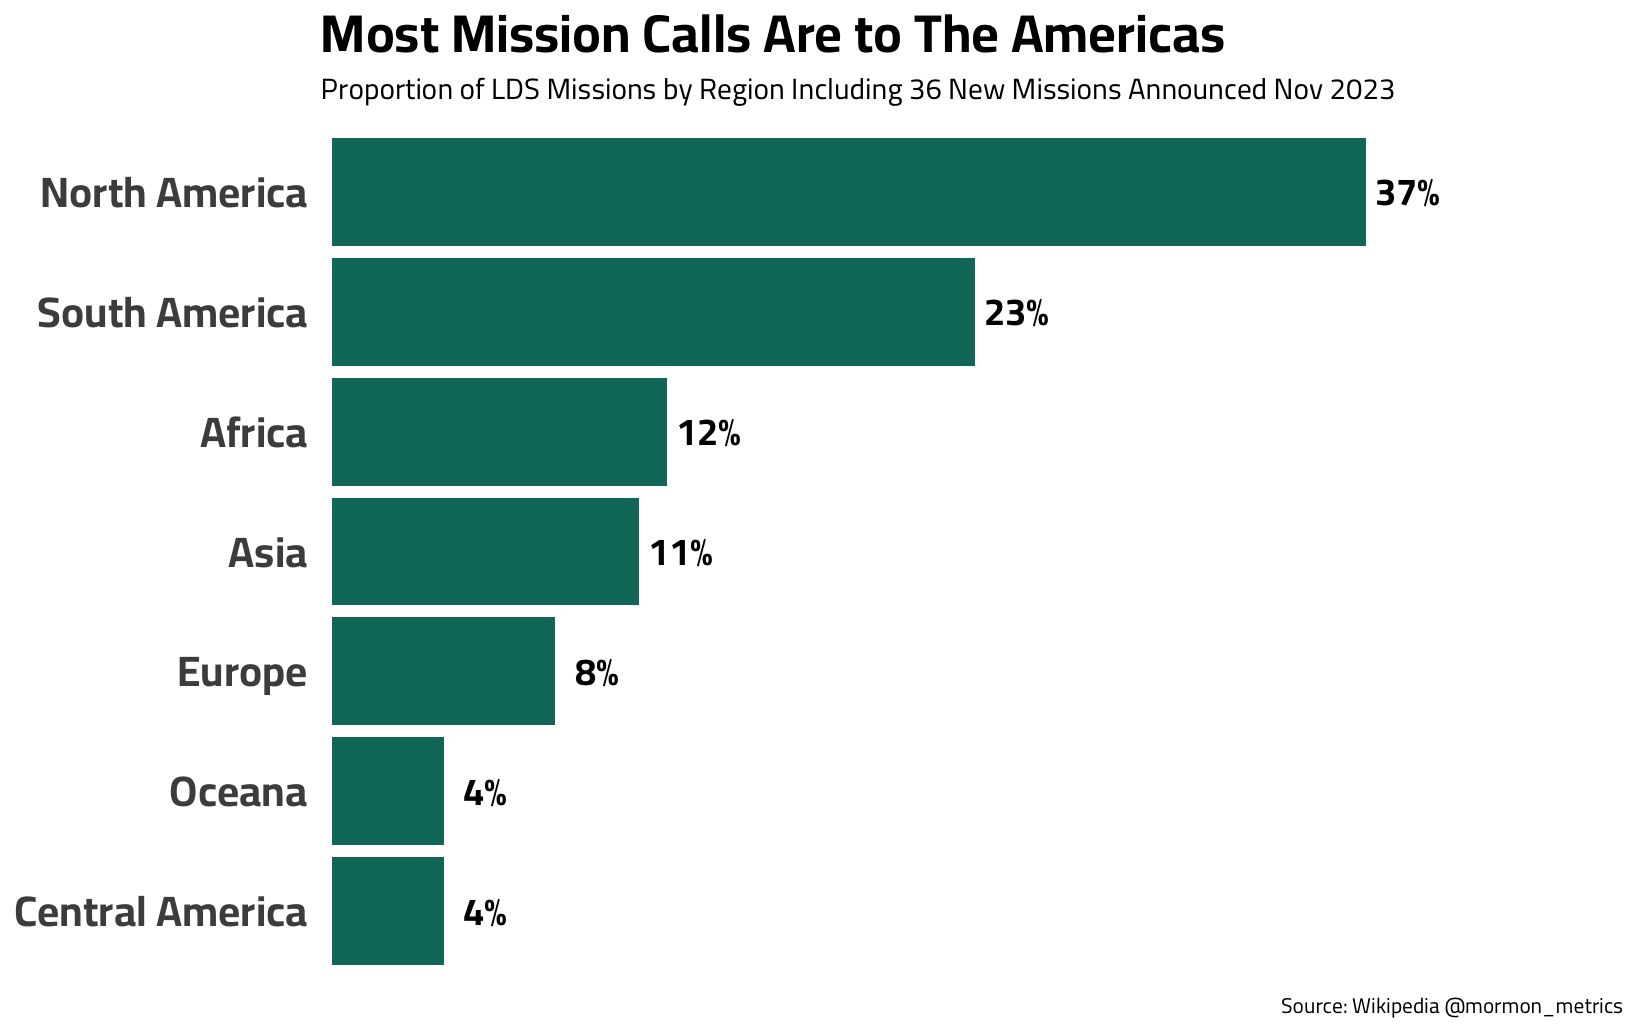 Most Mission Calls Are to The Americas
Proportion of LDS Missions by Region Including 36 New Missions Announced Nov 2023
North America 37%
South America 23%
Africa 12%
Asia 11%
Europe 8%
Oceana 4%
Central America 4%
Source: Wikipedia @mormon_metrics